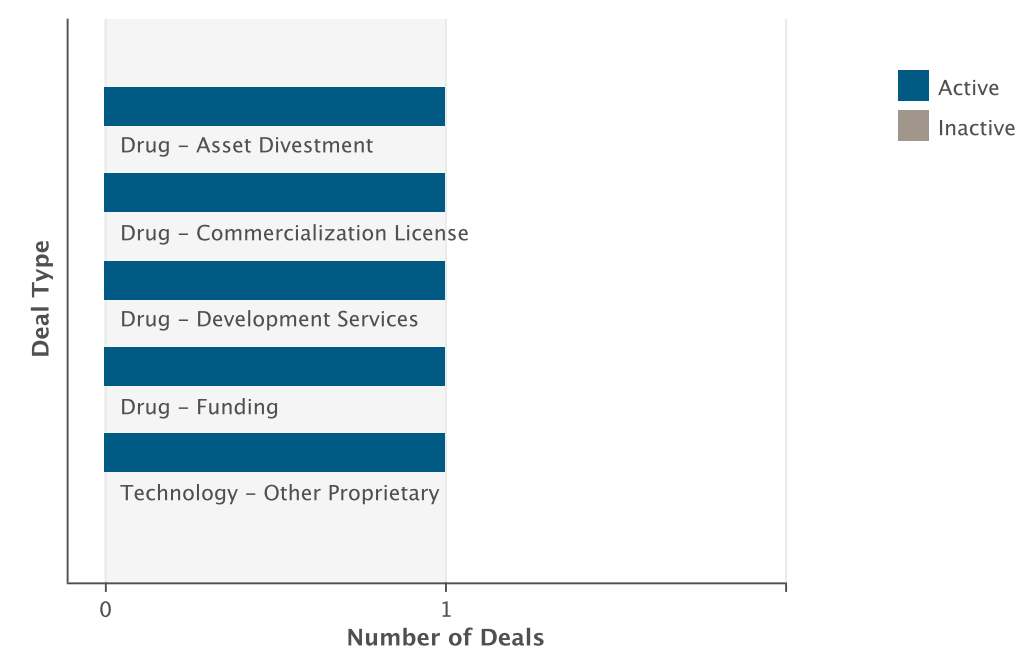 Active
Inactive
Drug – Asset Divestment
Drug – Commercialization License
Drug – Development Services
Drug – Funding
Technology – Other Proprietary
Deal Type
0
1
Number of Deals